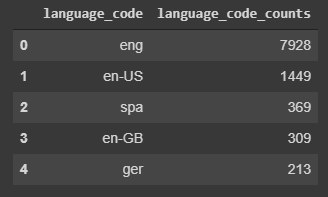 language_code language_code_counts
0 eng 7928
1 en-US 1449
2 spa 369
3 en-GB 309
4 ger 213